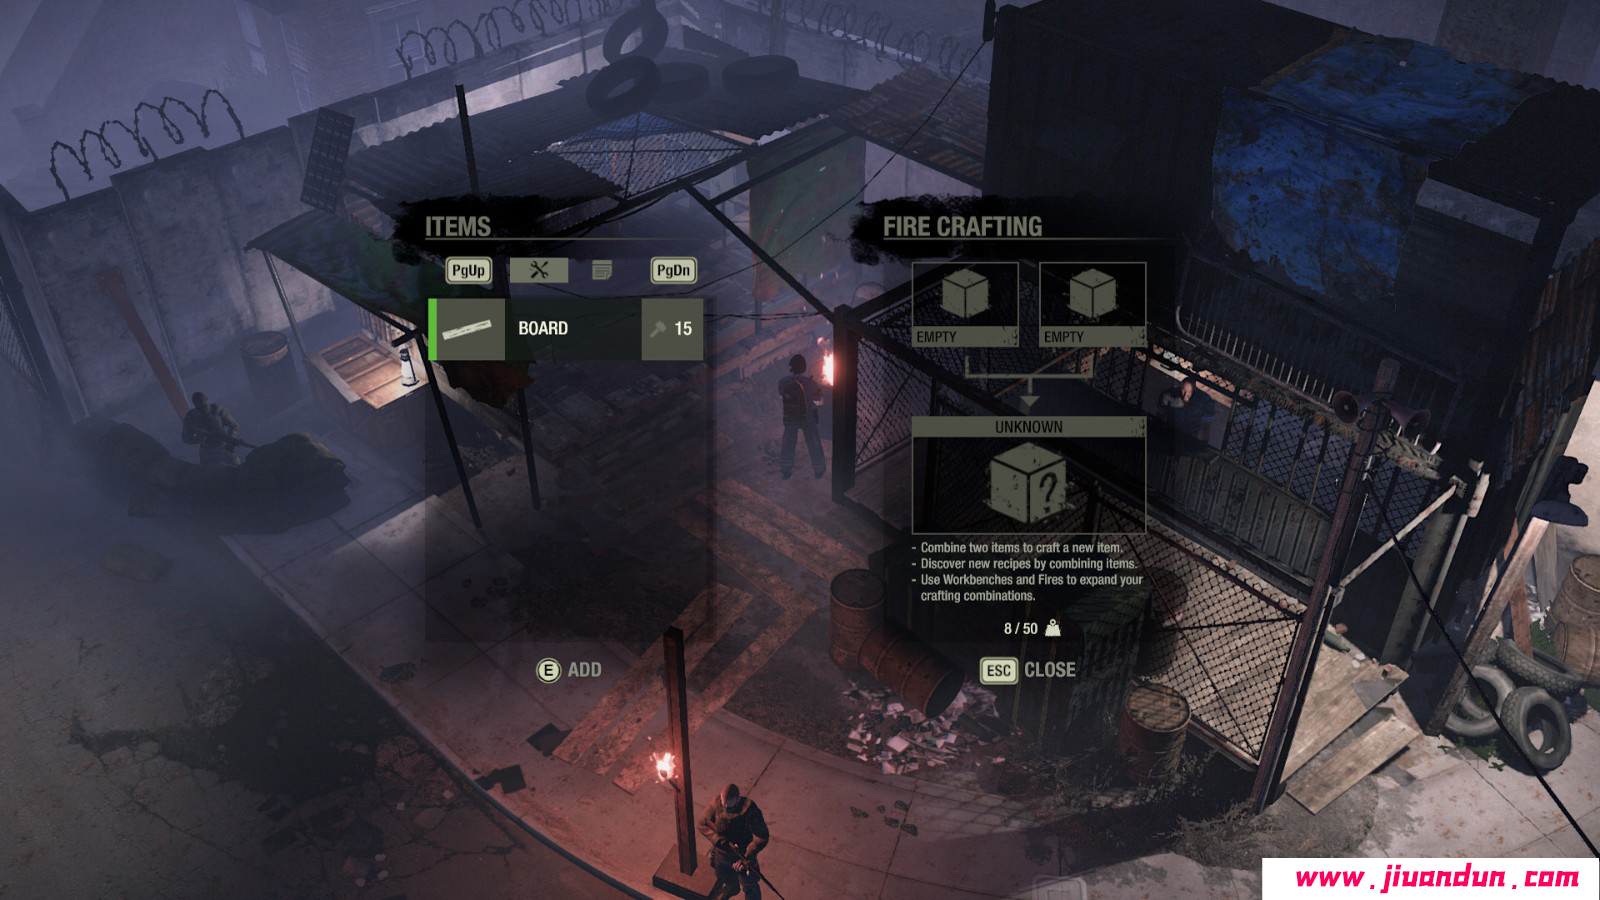 ITEMS
PgUp
PgDn
BOARD
15
E ADD
FIRE CRAFTING
EMPTY
EMPTY
UNKNOWN
?
- Combine two items to craft a new item.
- Discover new recipes by combining items.
- Use Workbenches and Fires to expand your
crafting combinations.
8 / 50
ESC CLOSE
www.jiuandun.com